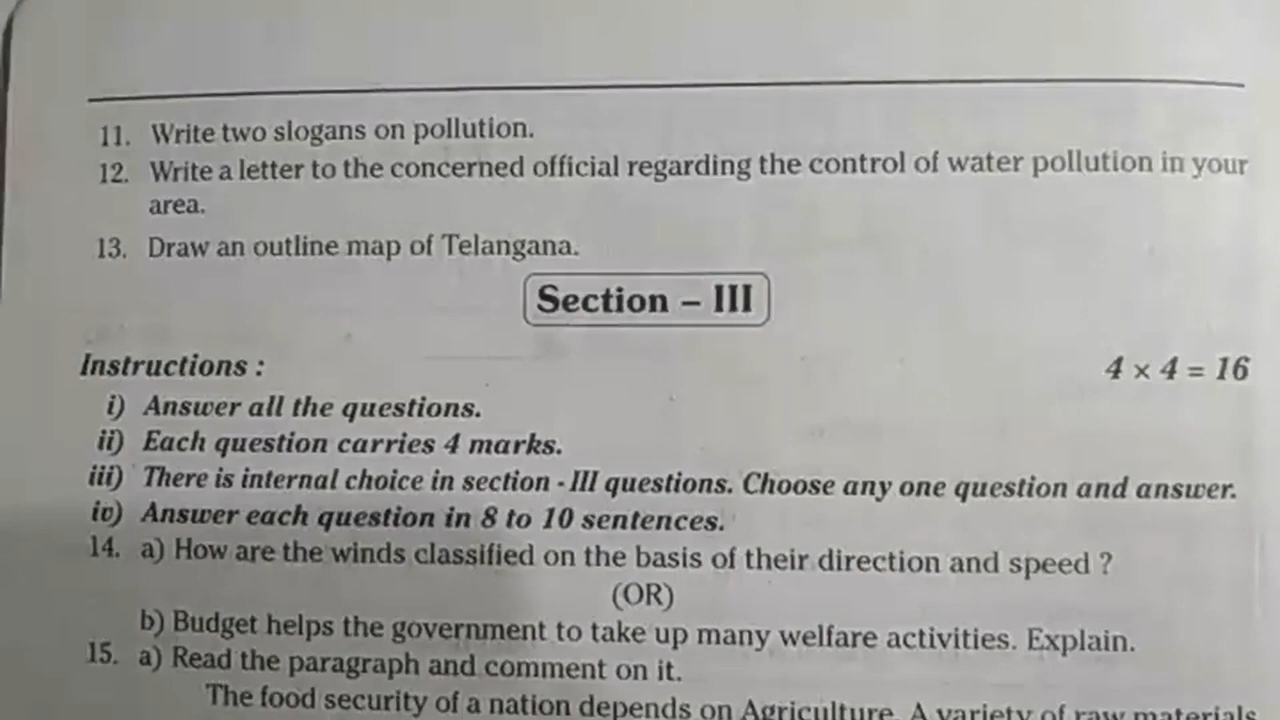 11. Write two slogans on pollution.
12. Write a letter to the concerned official regarding the control of water pollution in your
area.
13. Draw an outline map of Telangana.
Section – III
Instructions : 4 × 4 = 16
i) Answer all the questions.
ii) Each question carries 4 marks.
iii) There is internal choice in section - III questions. Choose any one question and answer.
iv) Answer each question in 8 to 10 sentences.
14. a) How are the winds classified on the basis of their direction and speed ?
(OR)
b) Budget helps the government to take up many welfare activities. Explain.
15. a) Read the paragraph and comment on it.
The food security of a nation depends on Agriculture. A variety of raw materials